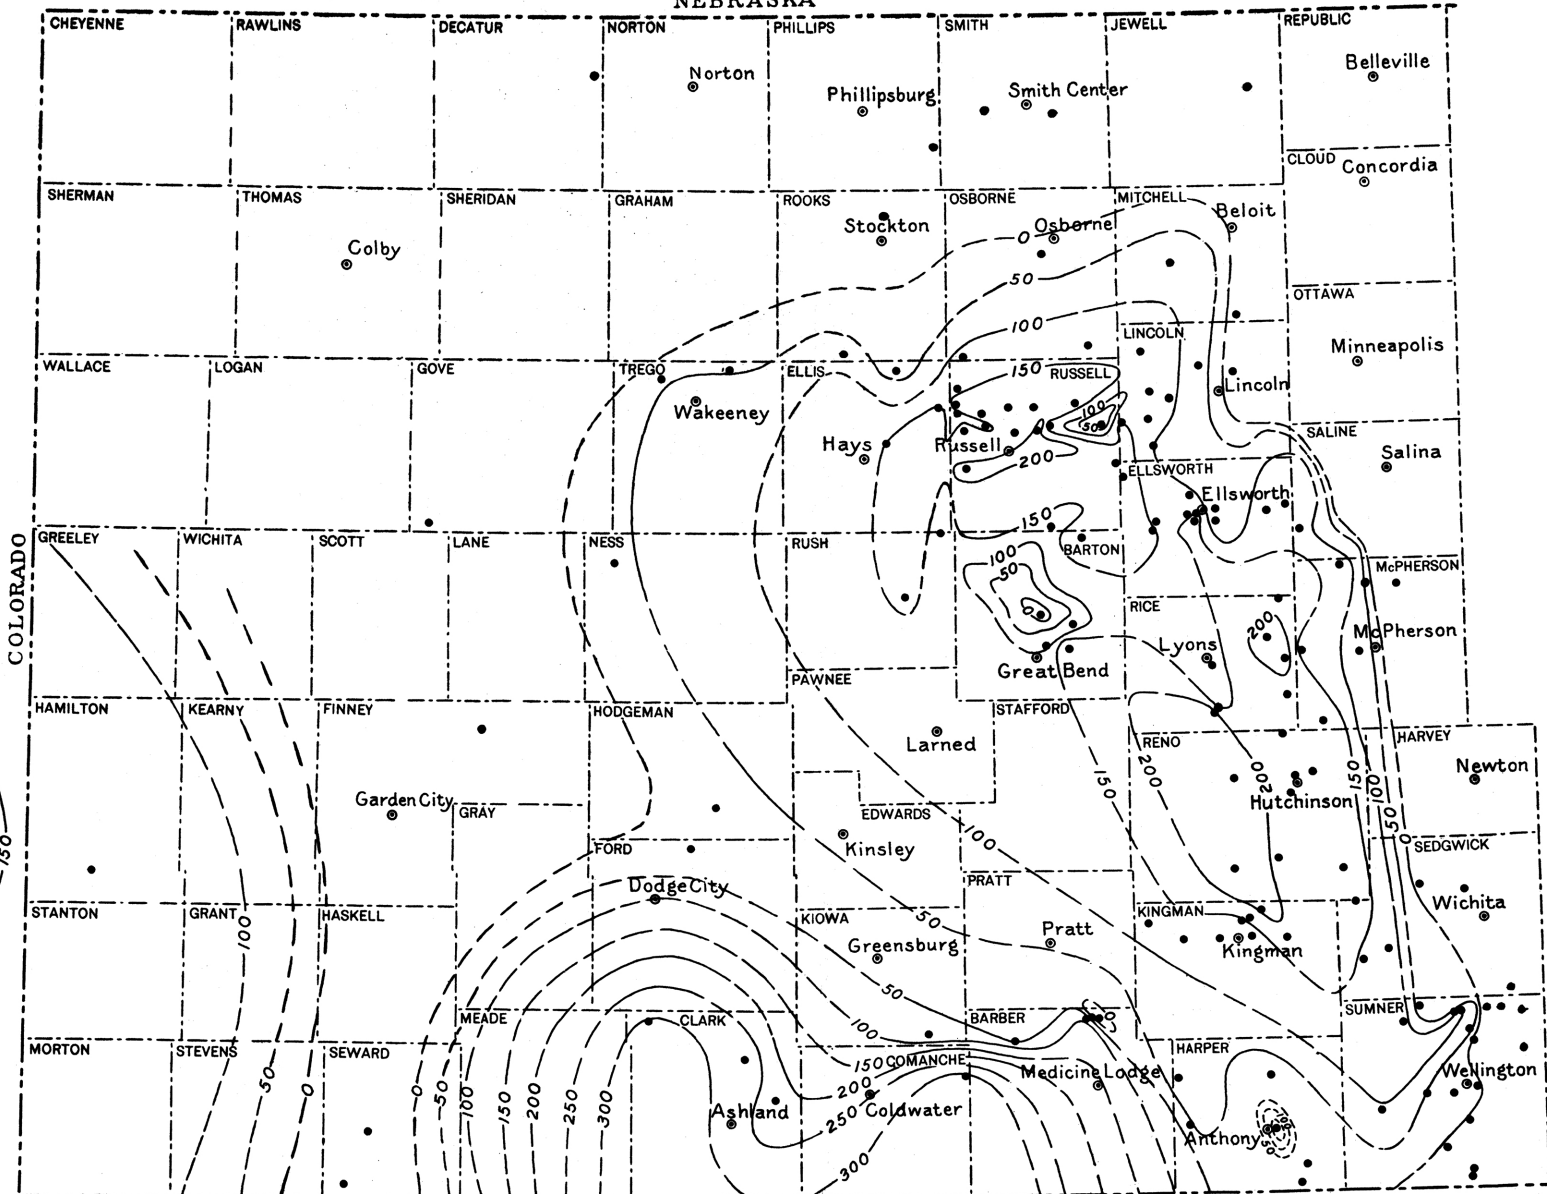 NEBRASKA
CHEYENNE RAWLINS DECATUR NORTON PHILLIPS SMITH JEWELL REPUBLIC
Norton Phillipsburg Smith Center Belleville
CLOUD Concordia
SHERMAN THOMAS SHERIDAN GRAHAM ROOKS OSBORNE MITCHELL
Colby Stockton 0 Osborne Beloit
50
OTTAWA
100 LINCOLN
Minneapolis
WALLACE LOGAN GOVE TREGO ELLIS 150 RUSSELL
Wakeeney Lincoln
100
50
Hays Russell SALINE
200 Salina
ELLSWORTH
Ellsworth
150
COLORADO
GREELEY WICHITA SCOTT LANE NESS RUSH BARTON
100
50
McPHERSON
0
RICE
200
Lyons McPherson
Great Bend
PAWNEE
HAMILTON KEARNY FINNEY HODGEMAN STAFFORD
Larned RENO HARVEY
150 200 200 150 100 50 0
Newton
Garden City GRAY Hutchinson
EDWARDS
150
Kinsley 100
FORD SEDGWICK
Dodge City PRATT
Wichita
STANTON GRANT HASKELL KIOWA KINGMAN
100 50 Pratt
Greensburg Kingman
50
MEADE CLARK BARBER SUMNER
100
MORTON STEVENS SEWARD 150 COMANCHE HARPER
Medicine Lodge Wellington
50 0 0 50 100 150 200 250 300 200
Ashland 250 Coldwater
Anthony
300